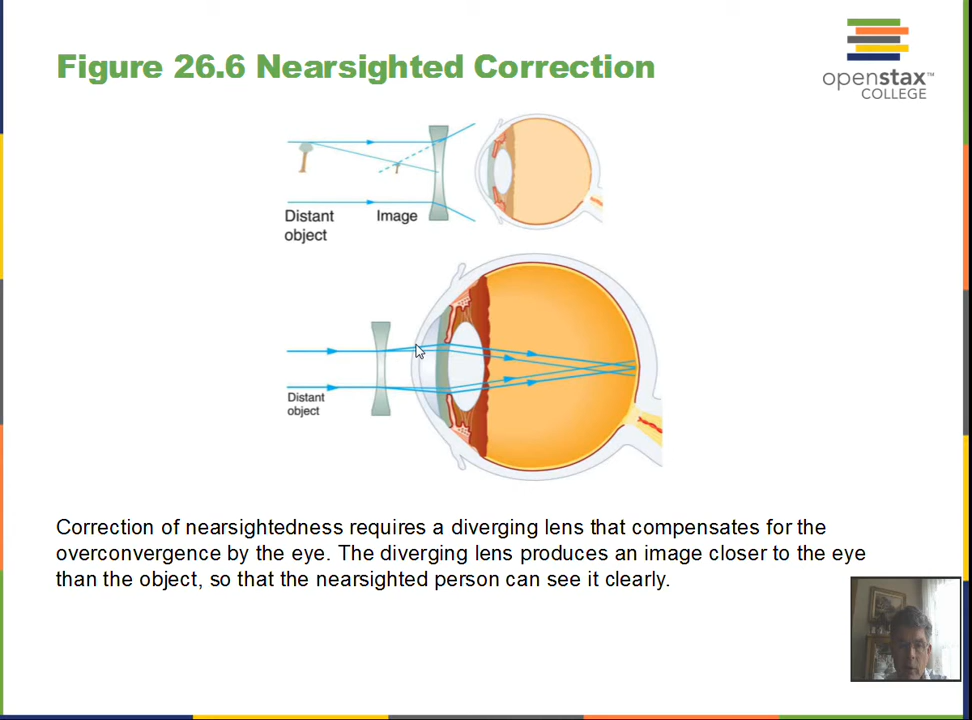 Figure 26.6 Nearsighted Correction
openstax™
COLLEGE
Distant
object
Image
Distant
object
Correction of nearsightedness requires a diverging lens that compensates for the
overconvergence by the eye. The diverging lens produces an image closer to the eye
than the object, so that the nearsighted person can see it clearly.